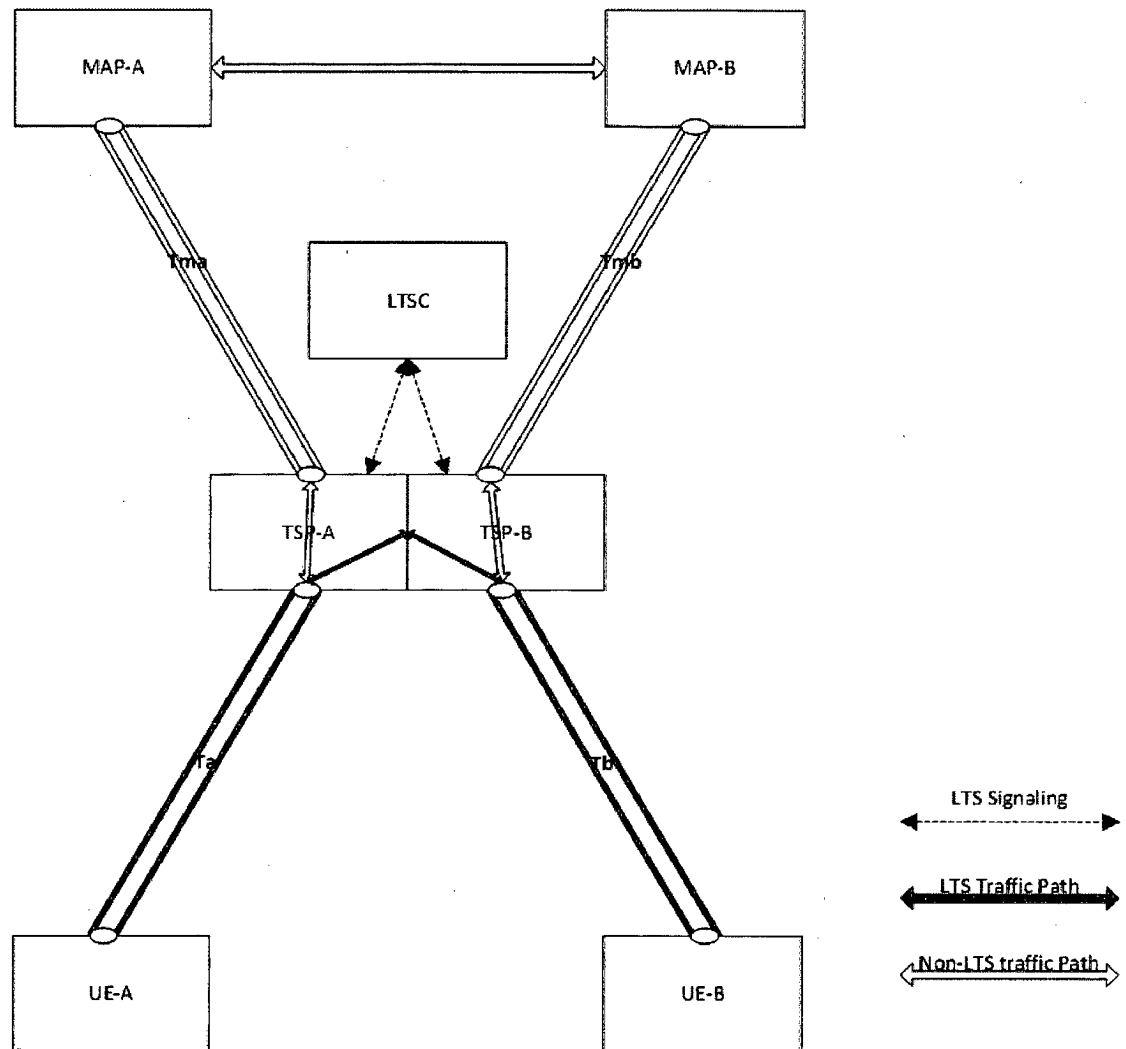 MAP-A
MAP-B
Tma
Tmb
LTSC
TSP-A
TSP-B
Ta
Tb
LTS Signaling
LTS Traffic Path
Non-LTS traffic Path
UE-A
UE-B